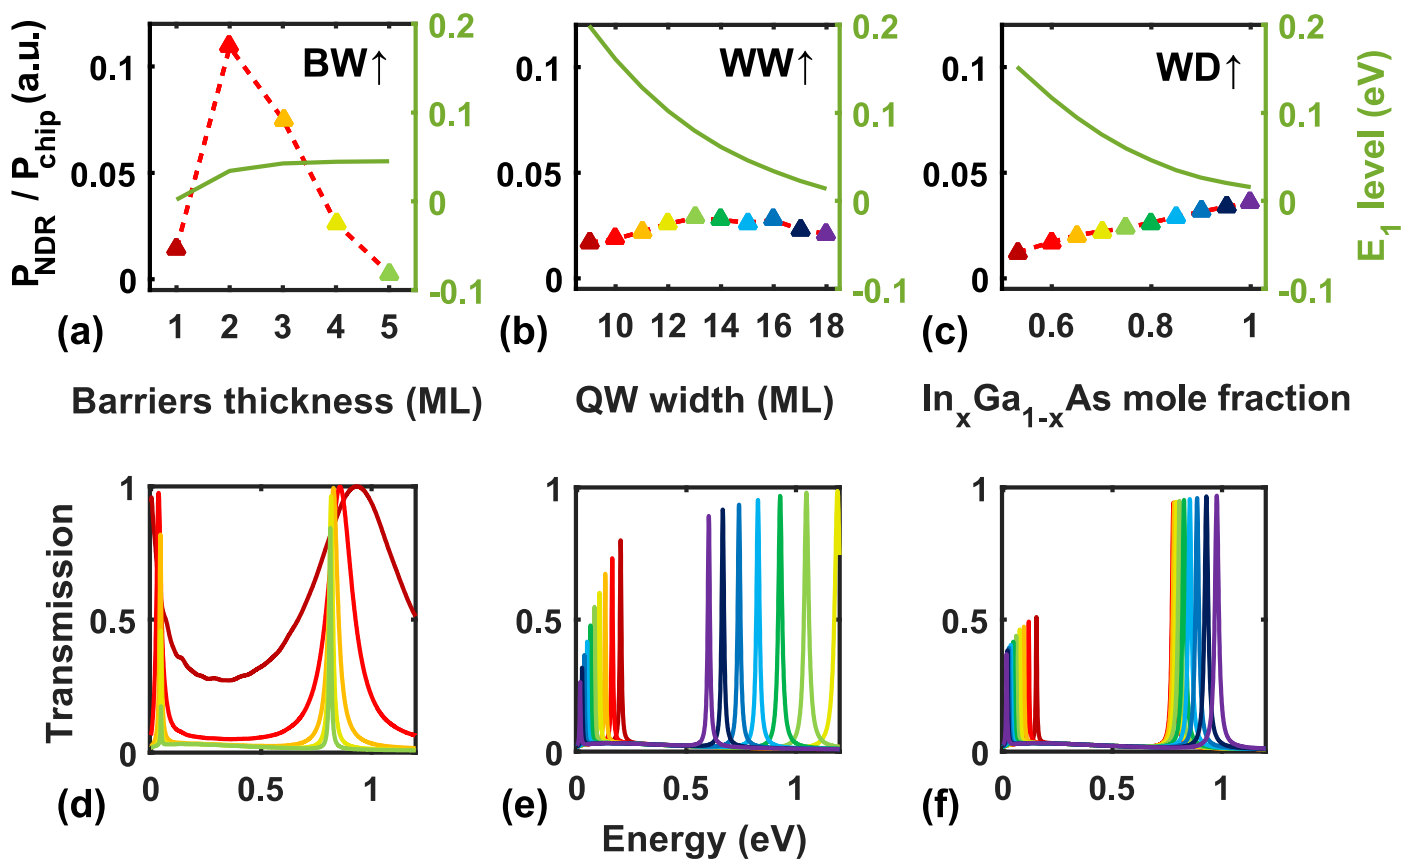 P_NDR / P_chip (a.u.)
0.1
0.05
0
BW↑
0.2
0.1
0
-0.1
1 2 3 4 5
(a)
Barriers thickness (ML)
0.1
0.05
0
WW↑
0.2
0.1
0
-0.1
10 12 14 16 18
(b)
QW width (ML)
0.1
0.05
0
WD↑
0.2
0.1
0
-0.1
E_1 level (eV)
0.6 0.8 1
(c)
In_xGa_1-xAs mole fraction
Transmission
1
0.5
0
0 0.5 1
(d)
1
0.5
0
0 0.5 1
(e)
1
0.5
0
0 0.5 1
(f)
Energy (eV)